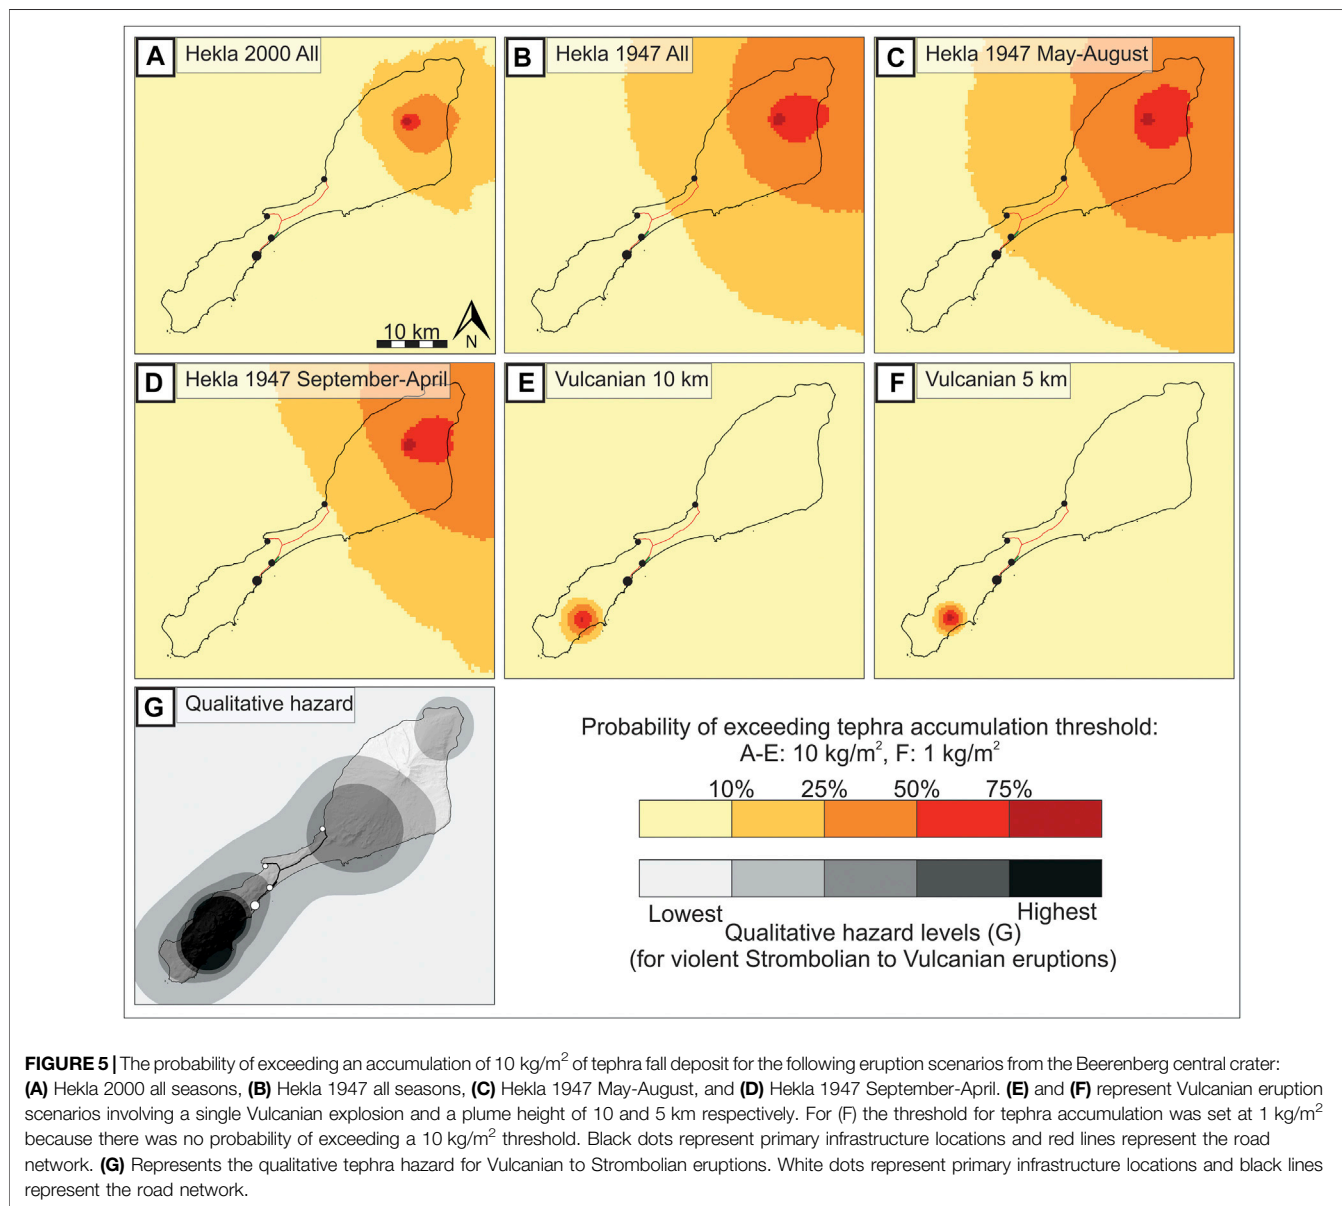 A Hekla 2000 All
B Hekla 1947 All
C Hekla 1947 May-August
10 km
N
D Hekla 1947 September-April
E Vulcanian 10 km
F Vulcanian 5 km
G Qualitative hazard
Probability of exceeding tephra accumulation threshold:
A-E: 10 kg/m², F: 1 kg/m²
10% 25% 50% 75%
Lowest Highest
Qualitative hazard levels (G)
(for violent Strombolian to Vulcanian eruptions)
FIGURE 5 | The probability of exceeding an accumulation of 10 kg/m² of tephra fall deposit for the following eruption scenarios from the Beerenberg central crater:
(A) Hekla 2000 all seasons, (B) Hekla 1947 all seasons, (C) Hekla 1947 May-August, and (D) Hekla 1947 September-April. (E) and (F) represent Vulcanian eruption
scenarios involving a single Vulcanian explosion and a plume height of 10 and 5 km respectively. For (F) the threshold for tephra accumulation was set at 1 kg/m²
because there was no probability of exceeding a 10 kg/m² threshold. Black dots represent primary infrastructure locations and red lines represent the road
network. (G) Represents the qualitative tephra hazard for Vulcanian to Strombolian eruptions. White dots represent primary infrastructure locations and black lines
represent the road network.